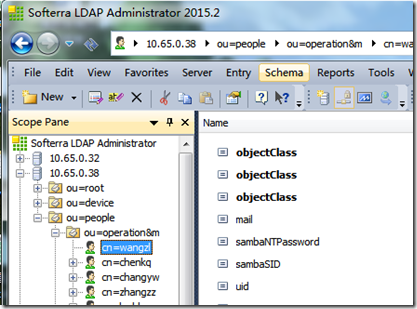 Softerra LDAP Administrator 2015.2
10.65.0.38 ou=people ou=operation&m cn=wang
File Edit View Favorites Server Entry Schema Reports Tools
New
Scope Pane
Name
Softerra LDAP Administrator
10.65.0.32
10.65.0.38
ou=root
ou=device
ou=people
ou=operation&m
cn=wangzl
cn=chenkq
cn=changyw
cn=zhangzz
objectClass
objectClass
objectClass
mail
sambaNTPassword
sambaSID
uid